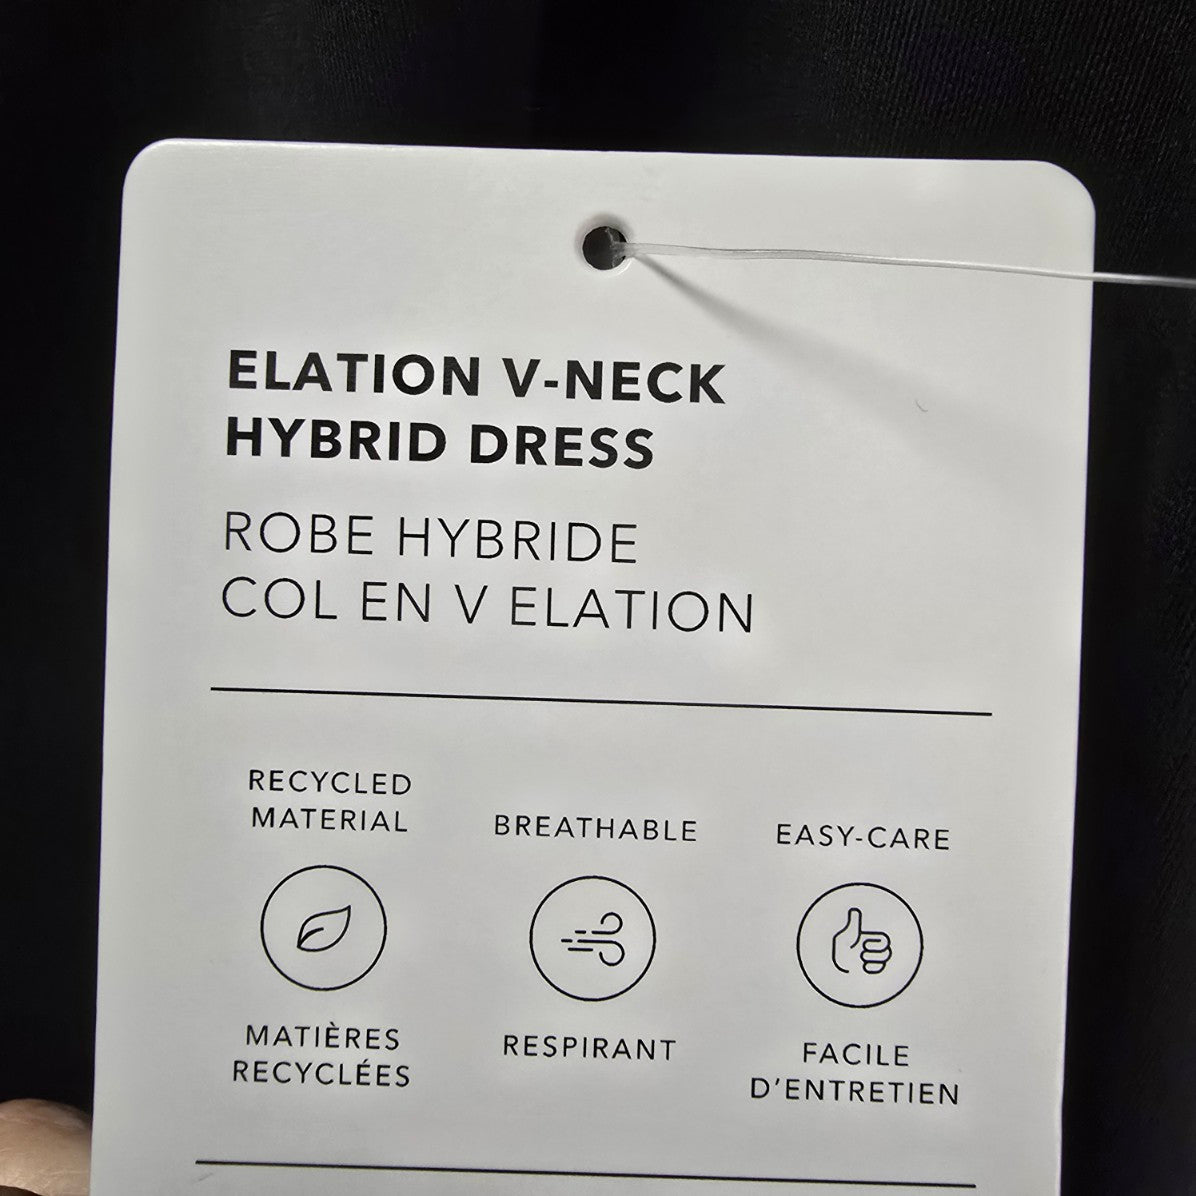 ELATION V-NECK
HYBRID DRESS
ROBE HYBRIDE
COL EN V ELATION
RECYCLED
MATERIAL
BREATHABLE
EASY-CARE
MATIÈRES
RECYCLÉES
RESPIRANT
FACILE
D'ENTRETIEN